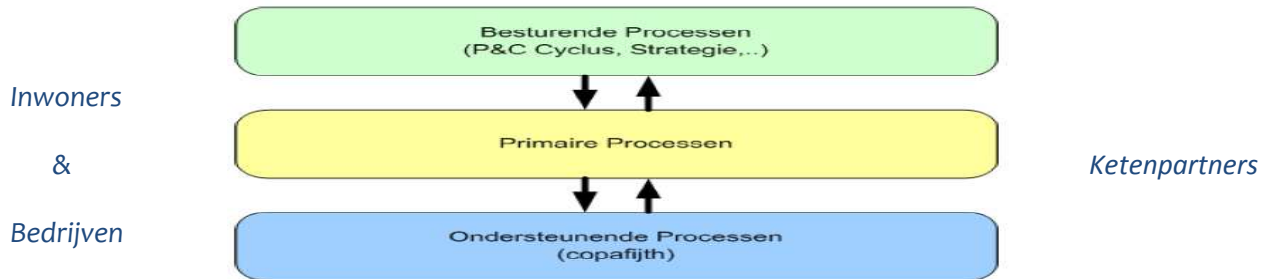 Besturende Processen
(P&C Cyclus, Strategie,..)
Inwoners
&
Bedrijven
Primaire Processen
Ketenpartners
Ondersteunende Processen
(copafijth)